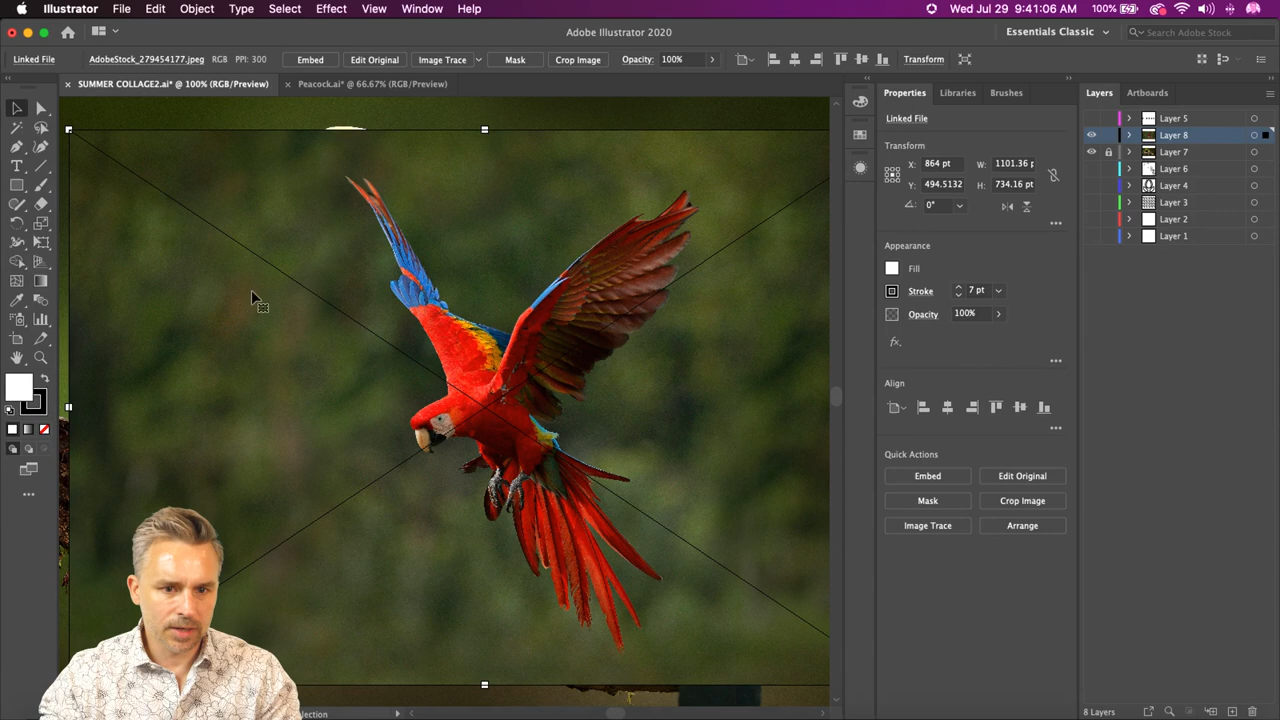 Illustrator File Edit Object Type Select Effect View Window Help Wed Jul 29 9:41:06 AM 100%
Adobe Illustrator 2020 Essentials Classic Search Adobe Stock
Linked File AdobeStock_279454177.jpeg RGB PPI: 300 Embed Edit Original Image Trace Mask Crop Image Opacity: 100% Transform
× SUMMER COLLAGE2.ai* @ 100% (RGB/Preview) × Peacock.ai* @ 66.67% (RGB/Preview)
Properties Libraries Brushes
Linked File
Transform
X: 864 pt W: 1101.36 p
Y: 494.5132 H: 734.16 pt
0°
Appearance
Fill
Stroke 7 pt
Opacity 100%
fx.
Align
Quick Actions
Embed Edit Original
Mask Crop Image
Image Trace Arrange
Layers Artboards
Layer 5
Layer 8
Layer 7
Layer 6
Layer 4
Layer 3
Layer 2
Layer 1
lection
8 Layers